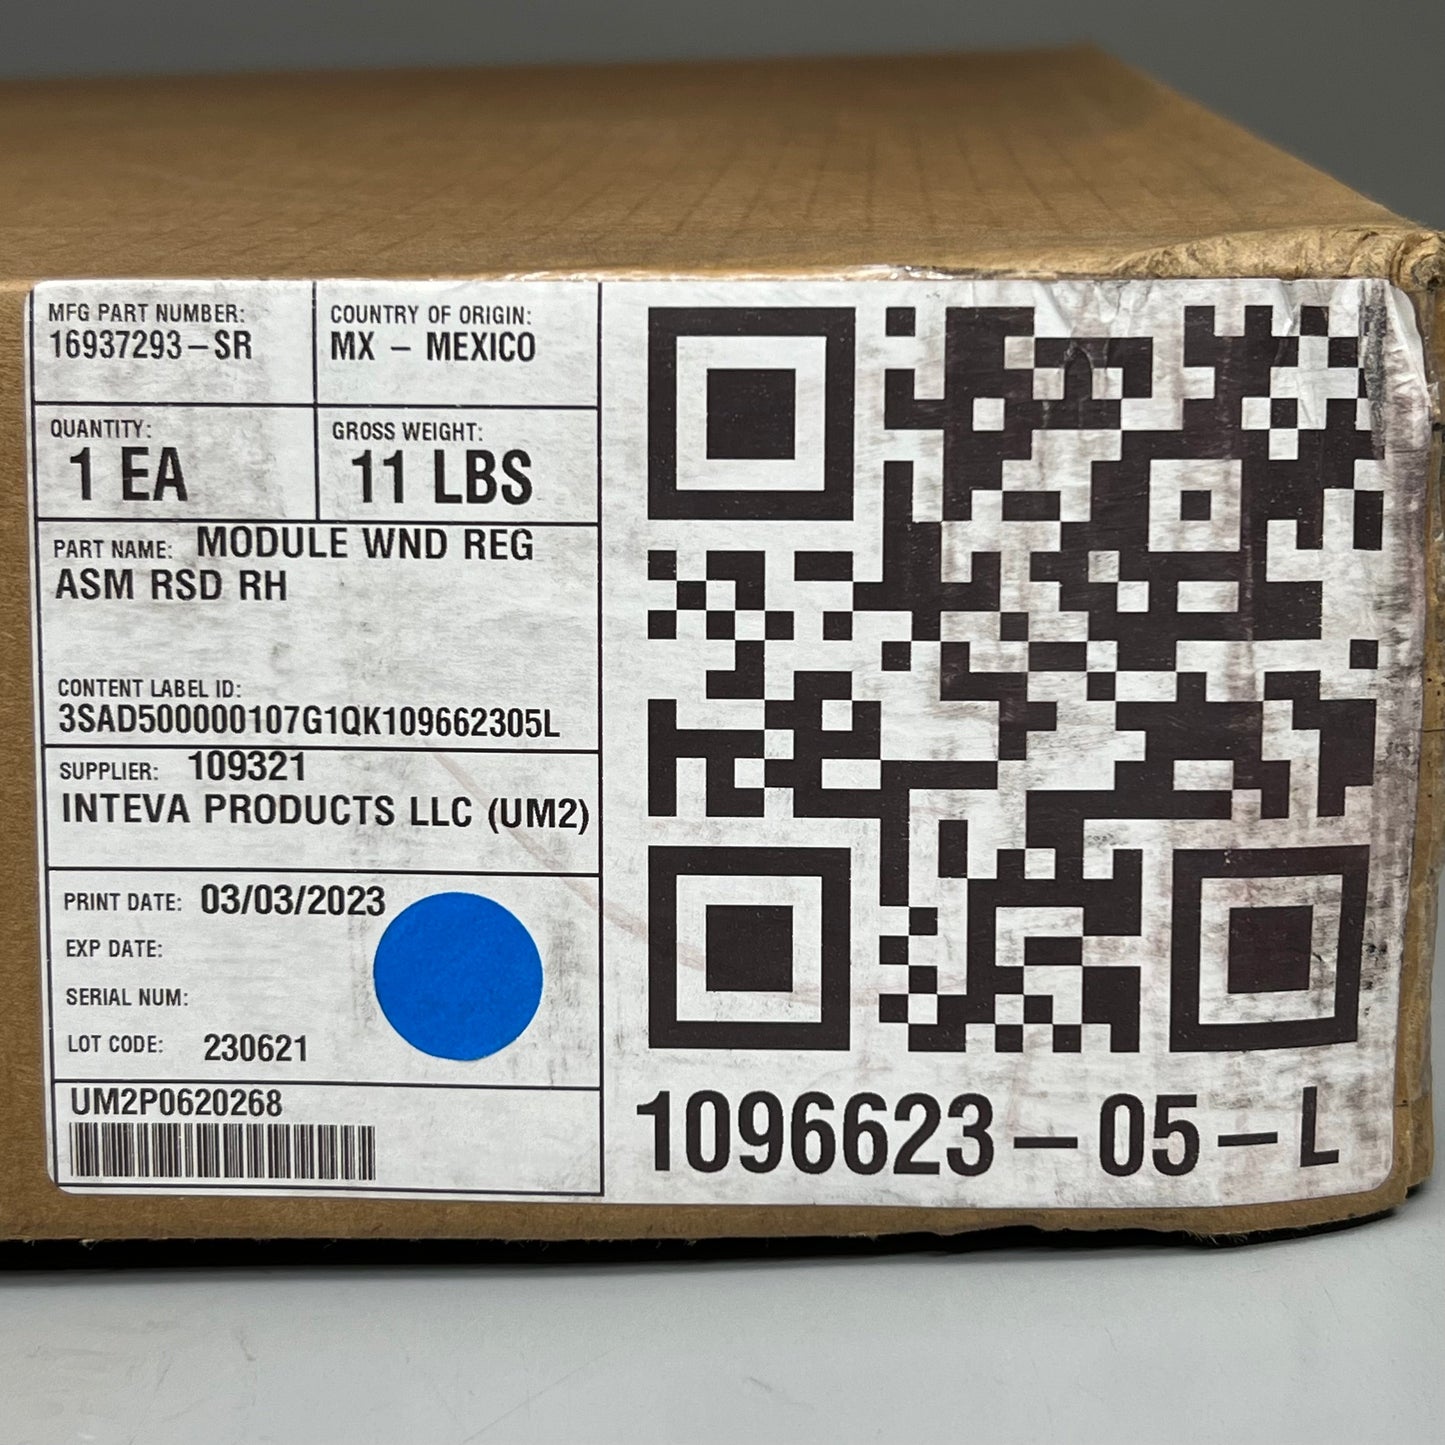 MFG PART NUMBER:
16937293-SR
COUNTRY OF ORIGIN:
MX - MEXICO
QUANTITY:
1 EA
GROSS WEIGHT:
11 LBS
PART NAME: MODULE WND REG
ASM RSD RH
CONTENT LABEL ID:
3SAD500000107G1QK109662305L
SUPPLIER: 109321
INTEVA PRODUCTS LLC (UM2)
PRINT DATE: 03/03/2023
EXP DATE:
SERIAL NUM:
LOT CODE: 230621
UM2P0620268
1096623-05-L